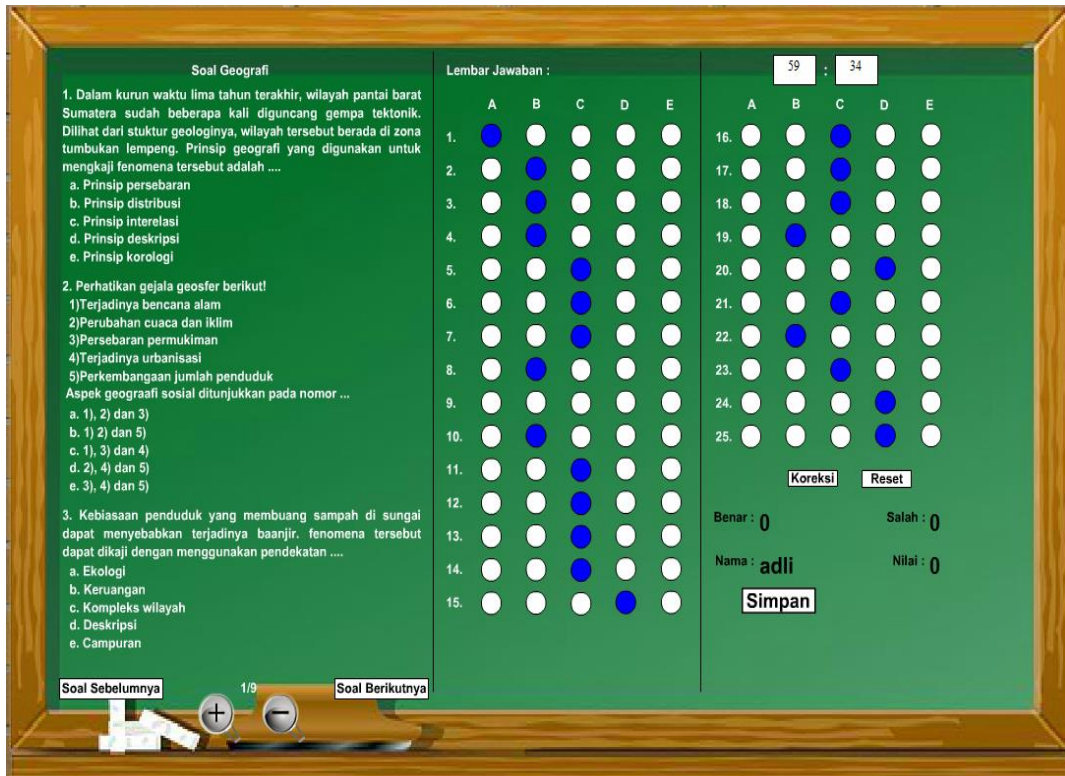 Soal Geografi
1. Dalam kurun waktu lima tahun terakhir, wilayah pantai barat
Sumatera sudah beberapa kali diguncang gempa tektonik.
Dilihat dari stuktur geologinya, wilayah tersebut berada di zona
tumbukan lempeng. Prinsip geografi yang digunakan untuk
mengkaji fenomena tersebut adalah ....
a. Prinsip persebaran
b. Prinsip distribusi
c. Prinsip interelasi
d. Prinsip deskripsi
e. Prinsip korologi
2. Perhatikan gejala geosfer berikut!
1)Terjadinya bencana alam
2)Perubahan cuaca dan iklim
3)Persebaran permukiman
4)Terjadinya urbanisasi
5)Perkembangaan jumlah penduduk
Aspek geograafi sosial ditunjukkan pada nomor ...
a. 1), 2) dan 3)
b. 1) 2) dan 5)
c. 1), 3) dan 4)
d. 2), 4) dan 5)
e. 3), 4) dan 5)
3. Kebiasaan penduduk yang membuang sampah di sungai
dapat menyebabkan terjadinya baanjir. fenomena tersebut
dapat dikaji dengan menggunakan pendekatan ....
a. Ekologi
b. Keruangan
c. Kompleks wilayah
d. Deskripsi
e. Campuran
Soal Sebelumnya 1/9 Soal Berikutnya
+ −
Lembar Jawaban :
A B C D E
1.
2.
3.
4.
5.
6.
7.
8.
9.
10.
11.
12.
13.
14.
15.
59 : 34
A B C D E
16.
17.
18.
19.
20.
21.
22.
23.
24.
25.
Koreksi Reset
Benar : 0 Salah : 0
Nama : adli Nilai : 0
Simpan